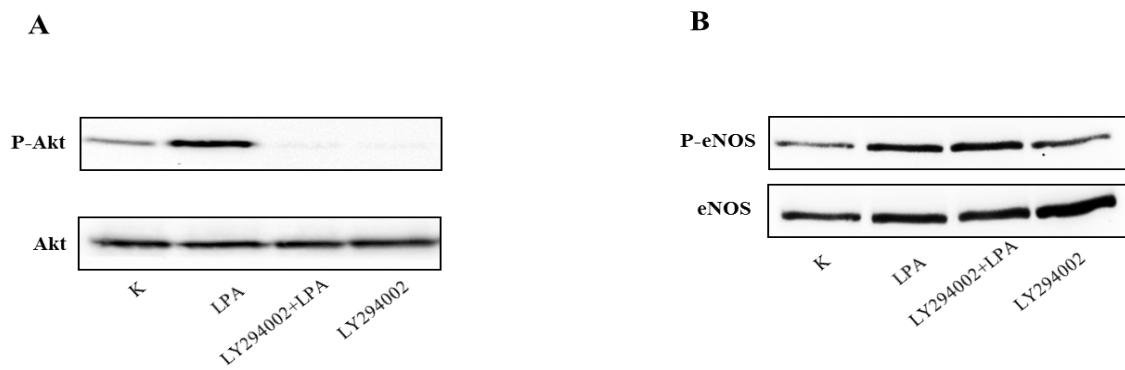 A
P-Akt
Akt
K
LPA
LY294002+LPA
LY294002
B
P-eNOS
eNOS
K
LPA
LY294002+LPA
LY294002